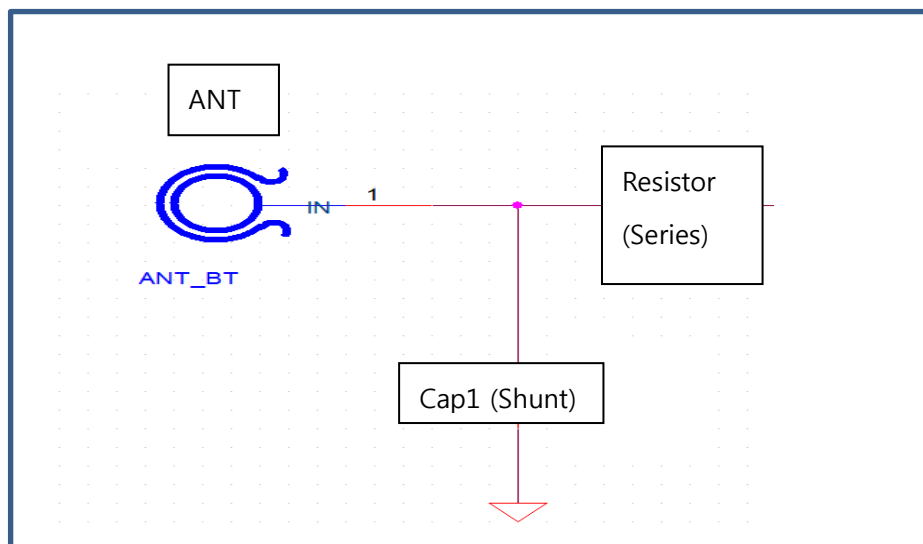 ANT
IN
1
Resistor
(Series)
ANT_BT
Cap1 (Shunt)